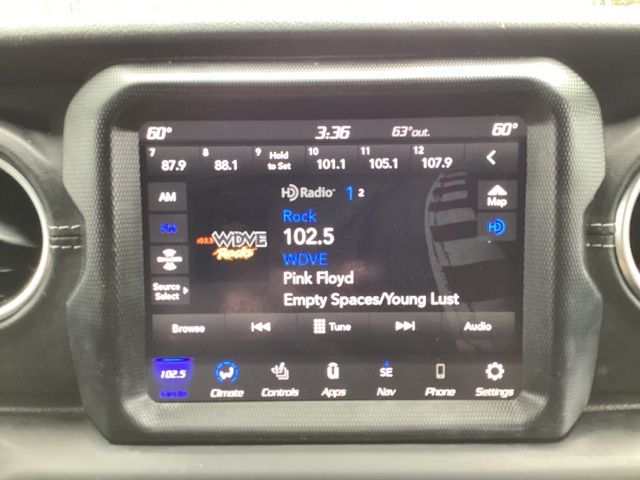 60° 3:36 63°out. 60°
7 87.9 8 88.1 9 Hold to Set 10 101.1 11 105.1 12 107.9
AM
HD Radio 1 2
Map
Rock
FM
HD
102.5
102.5 WDVE Rocks
WDVE
Pink Floyd
Source Select
Empty Spaces/Young Lust
Browse Tune Audio
102.5 SE
Climate Controls Apps Nav Phone Settings